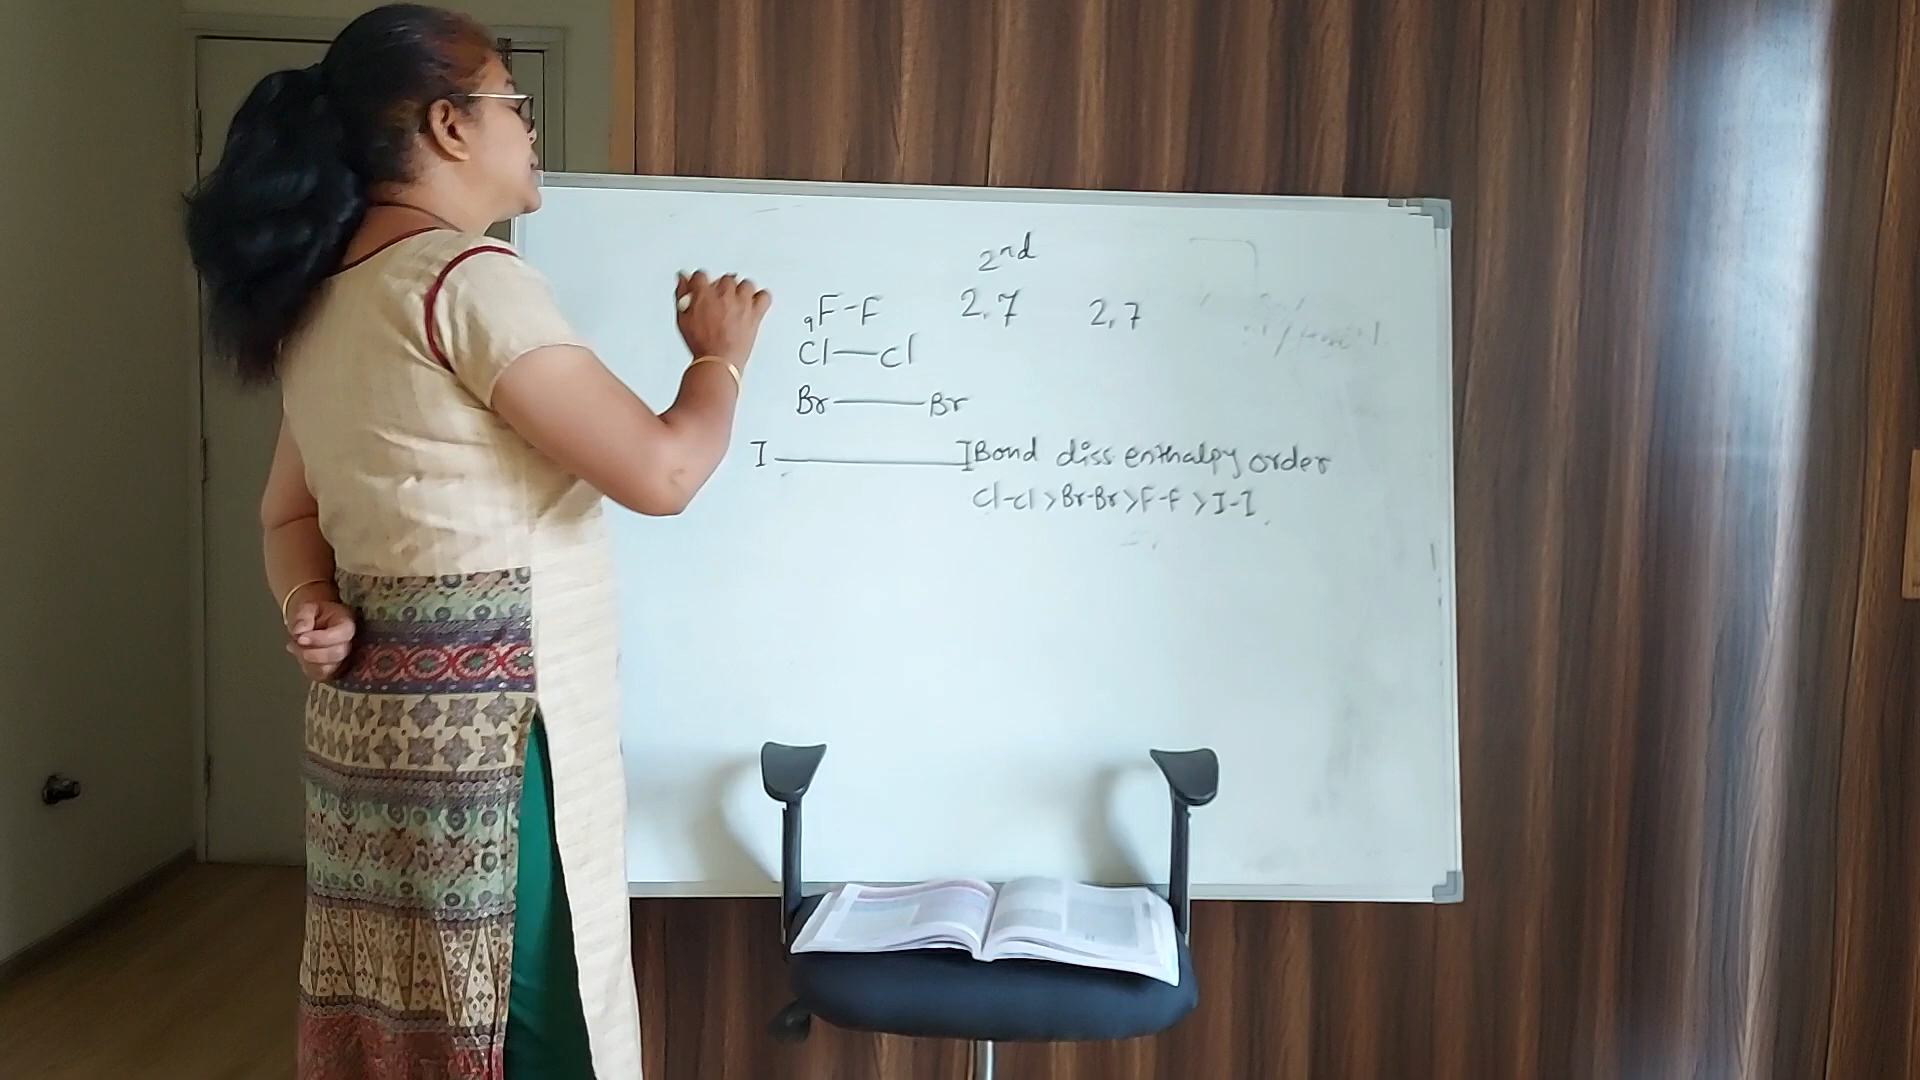 2nd
9F-F 2,7 2,7
Cl-Cl
Br-Br
I-I Bond diss enthalpy order
Cl-Cl>Br-Br>F-F>I-I